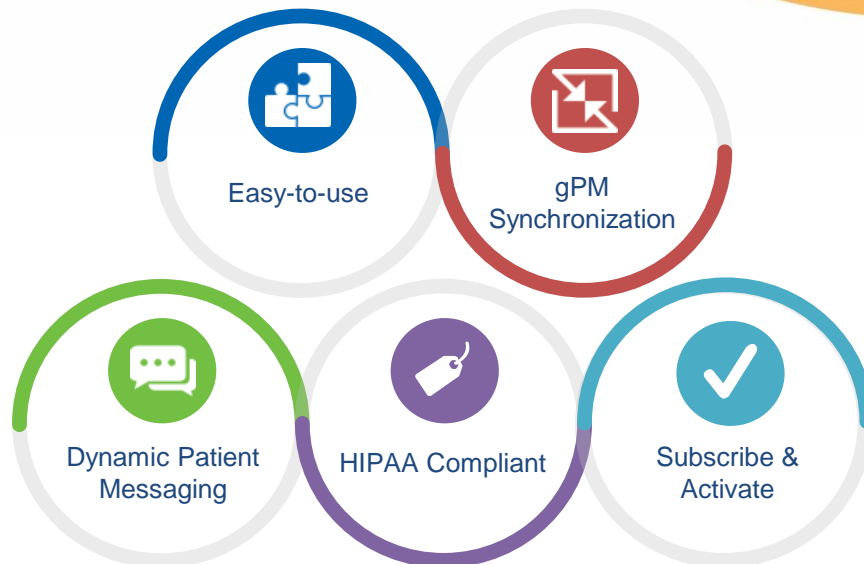 Easy-to-use
gPM
Synchronization
Dynamic Patient
Messaging
HIPAA Compliant
Subscribe &
Activate